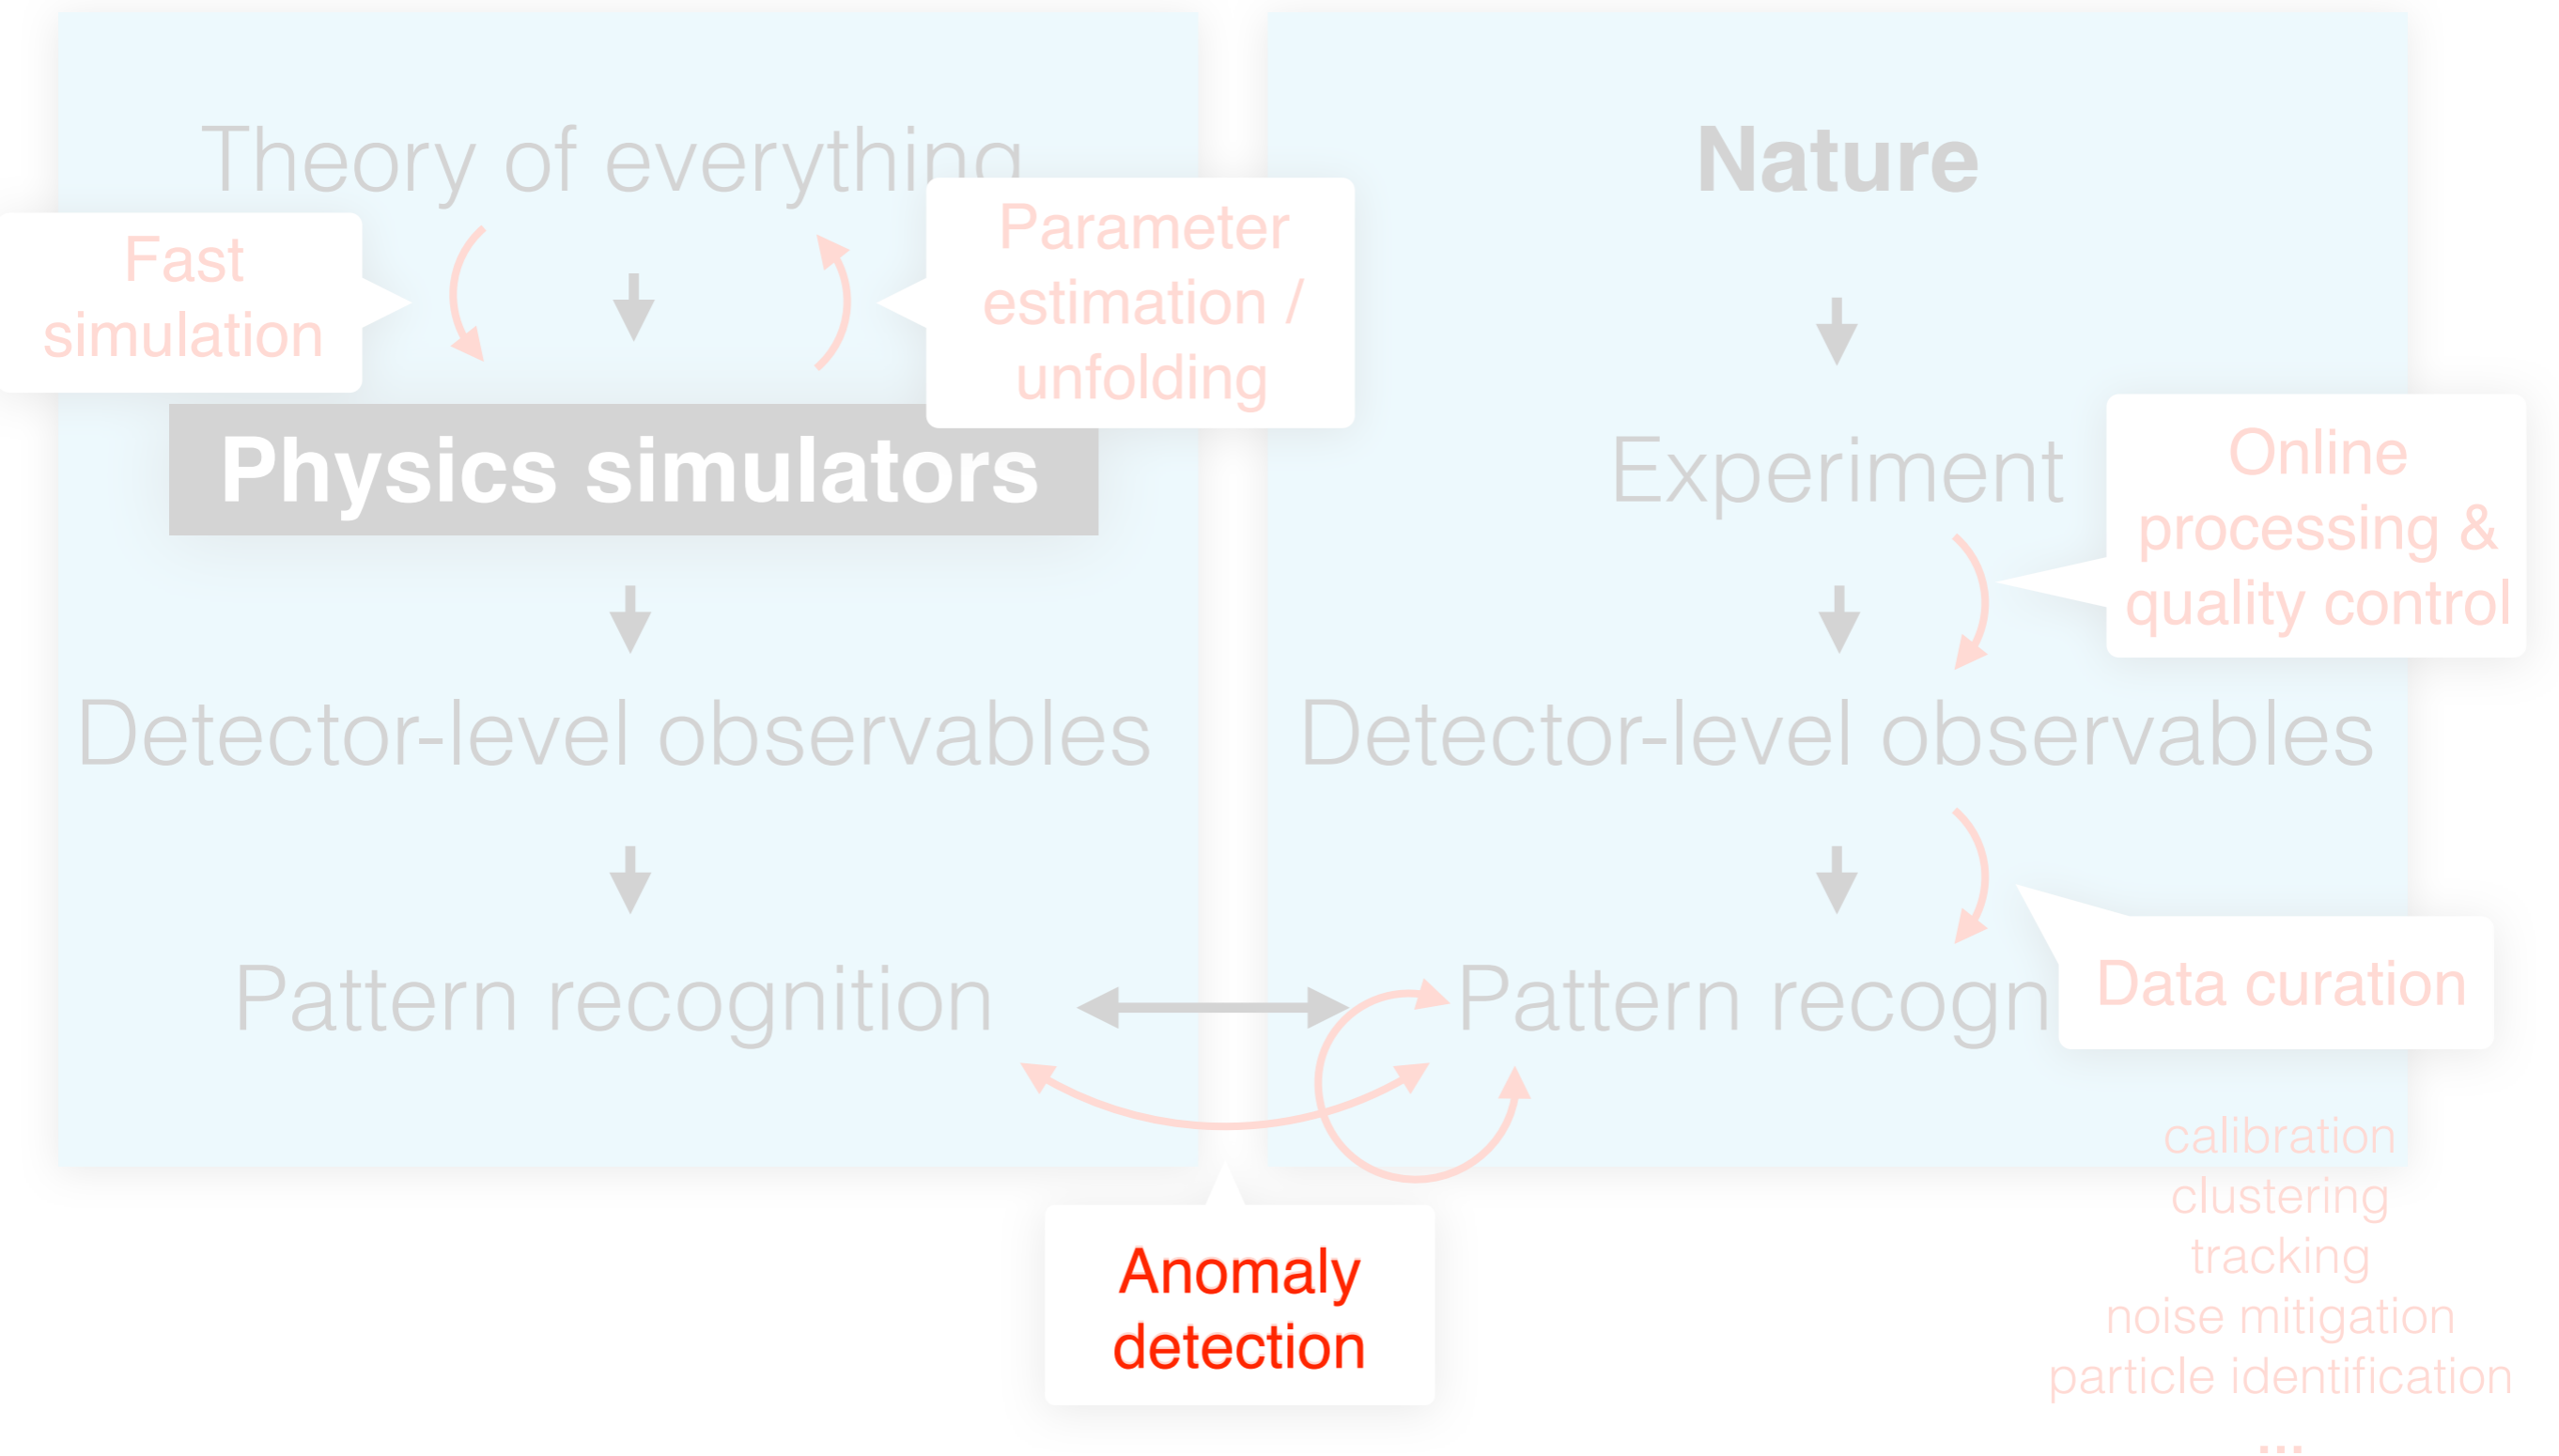 Theory of everything
Fast
simulation
Parameter
estimation /
unfolding
Physics simulators
Detector-level observables
Pattern recognition
Nature
Experiment
Online
processing &
quality control
Detector-level observables
Pattern recogn
Data curation
calibration
clustering
tracking
noise mitigation
particle identification
...
Anomaly
detection